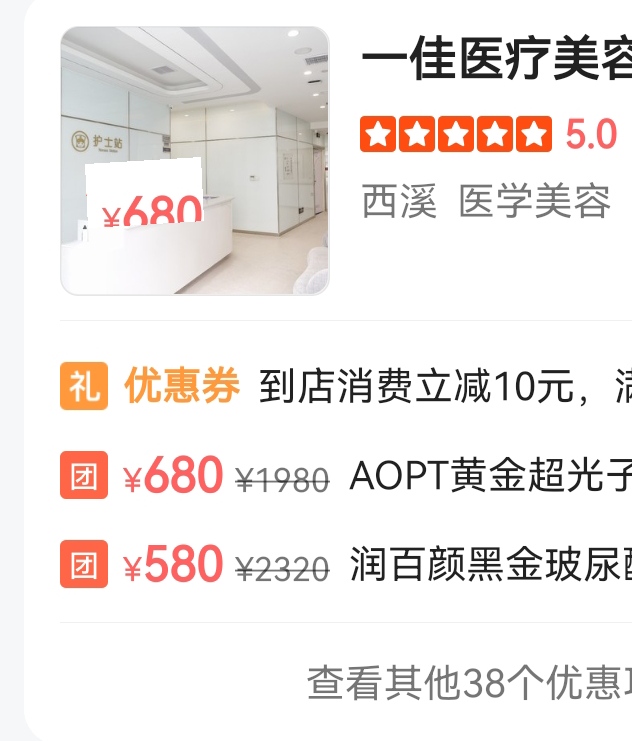 一佳医疗美容
5.0
护士站
¥680
西溪 医学美容
礼 优惠券 到店消费立减10元，满
团 ¥680 ¥1980 AOPT黄金超光子
团 ¥580 ¥2320 润百颜黑金玻尿酸
查看其他38个优惠项